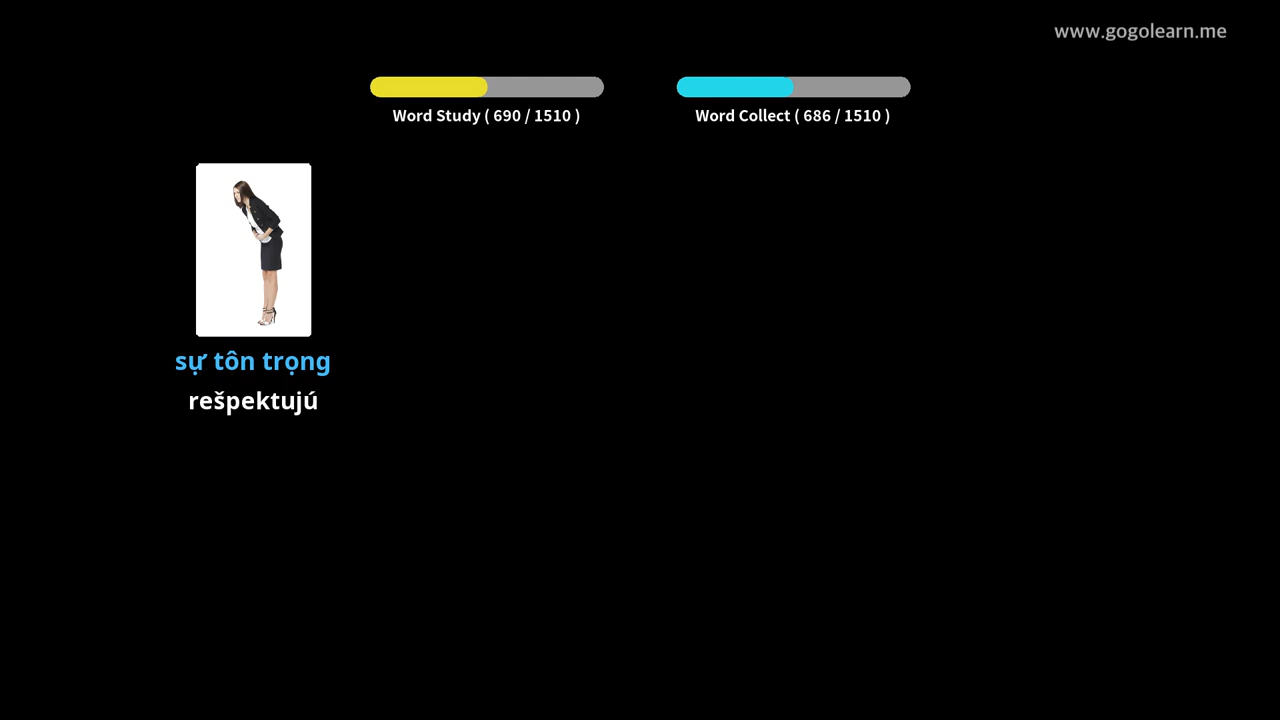 www.gogolearn.me
Word Study ( 690 / 1510 )
Word Collect ( 686 / 1510 )
sự tôn trọng
rešpektujú